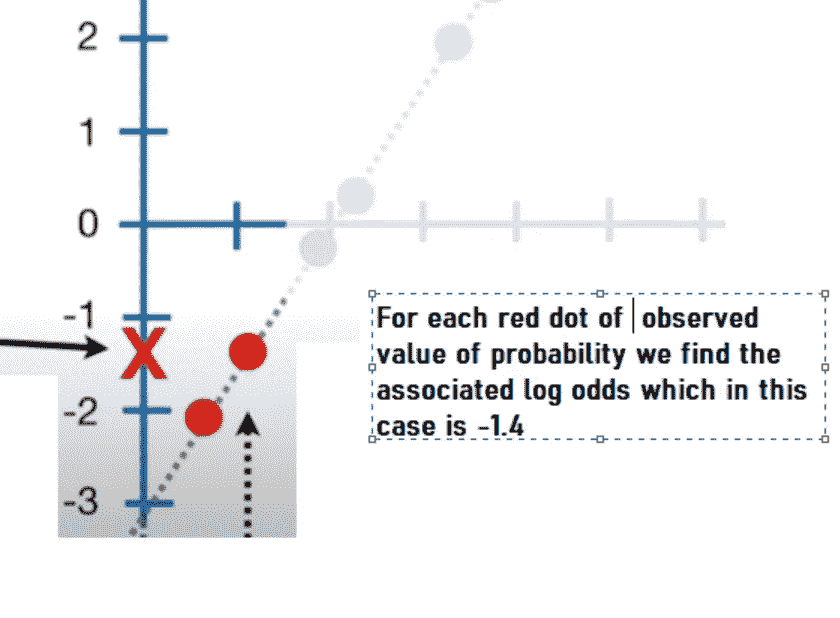 2
1
0
-1
X
-2
-3
For each red dot of observed
value of probability we find the
associated log odds which in this
case is -1.4